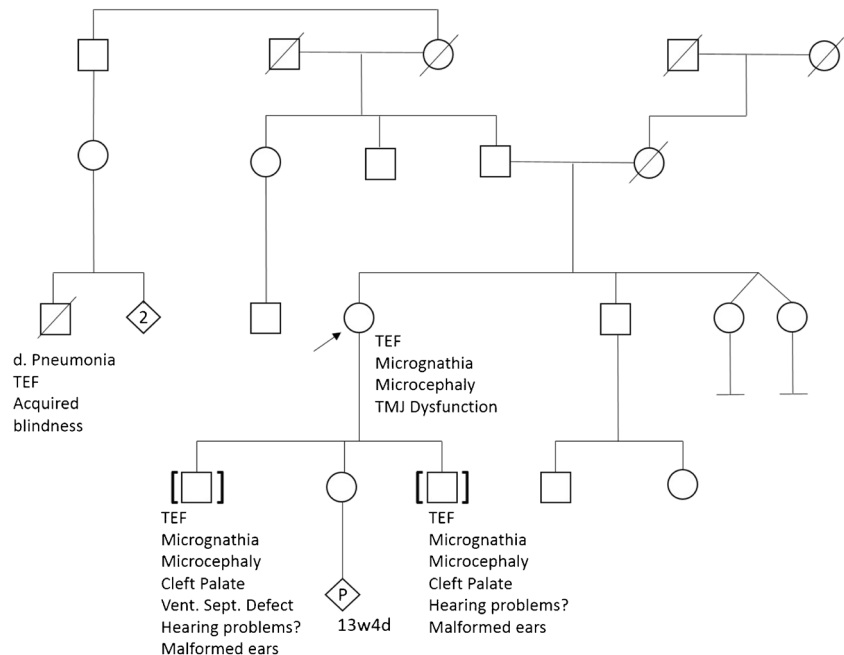 2
d. Pneumonia
TEF
Acquired
blindness
TEF
Micrognathia
Microcephaly
TMJ Dysfunction
TEF
Micrognathia
Microcephaly
Cleft Palate
Vent. Sept. Defect
Hearing problems?
Malformed ears
P
13w4d
TEF
Micrognathia
Microcephaly
Cleft Palate
Hearing problems?
Malformed ears